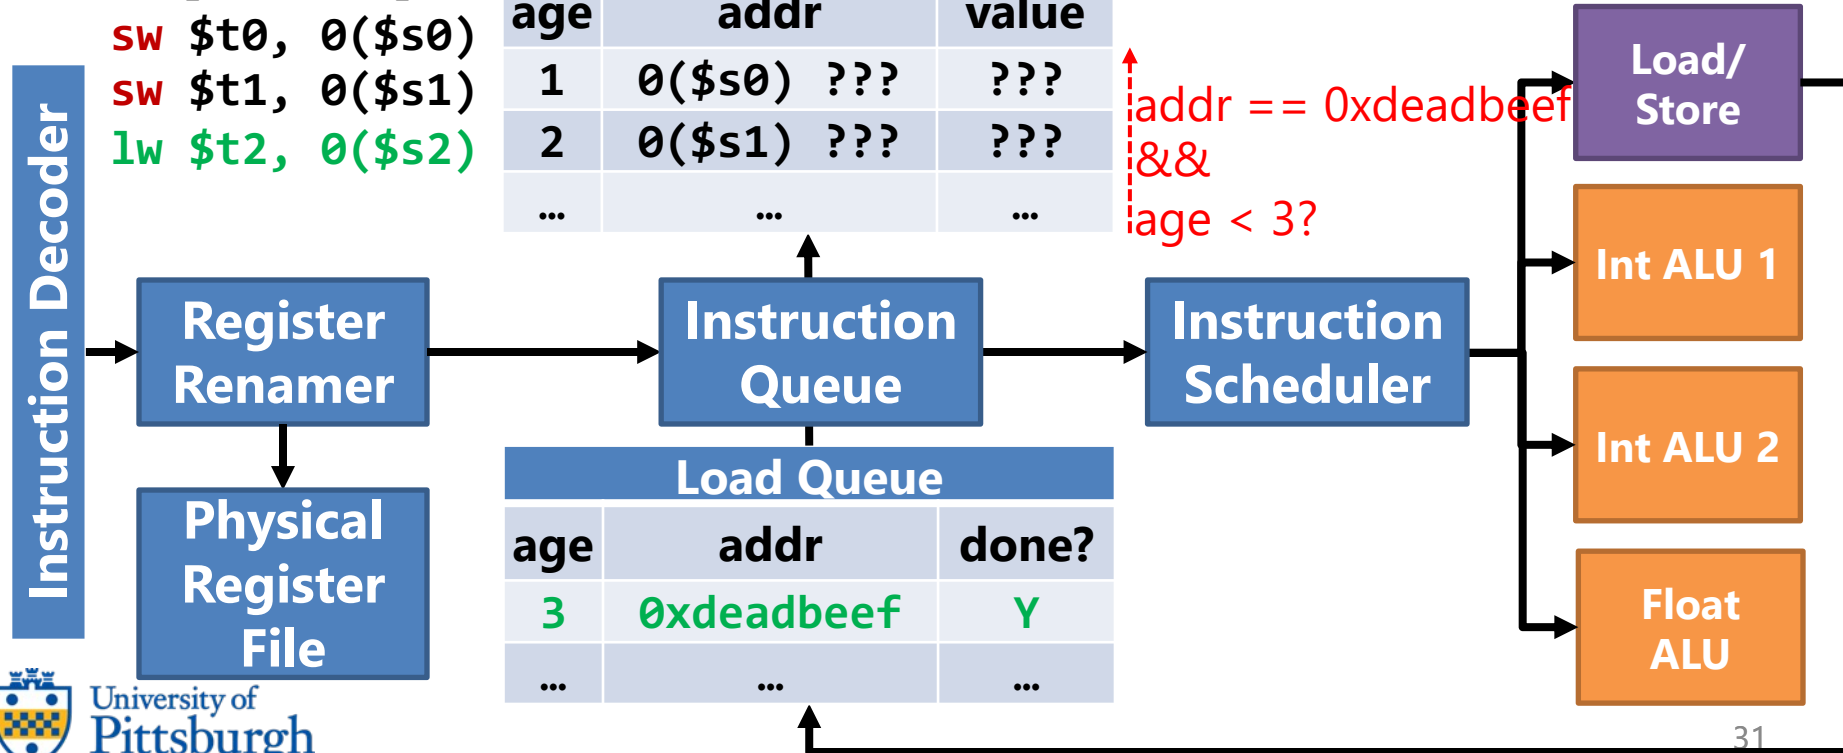 sw $t0, 0($s0)
sw $t1, 0($s1)
lw $t2, 0($s2)
age addr value
1 0($s0) ??? ???
2 0($s1) ??? ???
... ... ...
addr == 0xdeadbeef
&&
age < 3?
Instruction Decoder
Register
Renamer
Physical
Register
File
Instruction
Queue
Instruction
Scheduler
Load Queue
age addr done?
3 0xdeadbeef Y
... ... ...
Load/
Store
Int ALU 1
Int ALU 2
Float
ALU
University of
Pittsburgh
31